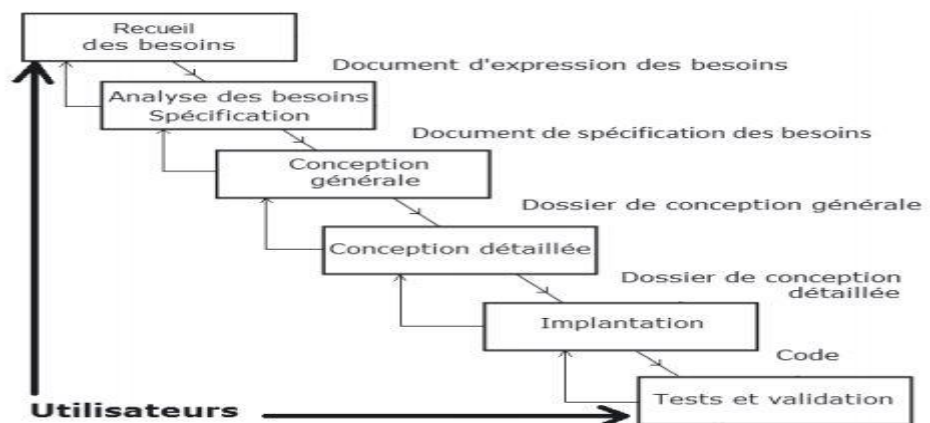 Recueil
des besoins
Document d'expression des besoins
Analyse des besoins
Spécification
Document de spécification des besoins
Conception
générale
Dossier de conception générale
Conception détaillée
Dossier de conception
détaillée
Implantation
Code
Tests et validation
Utilisateurs